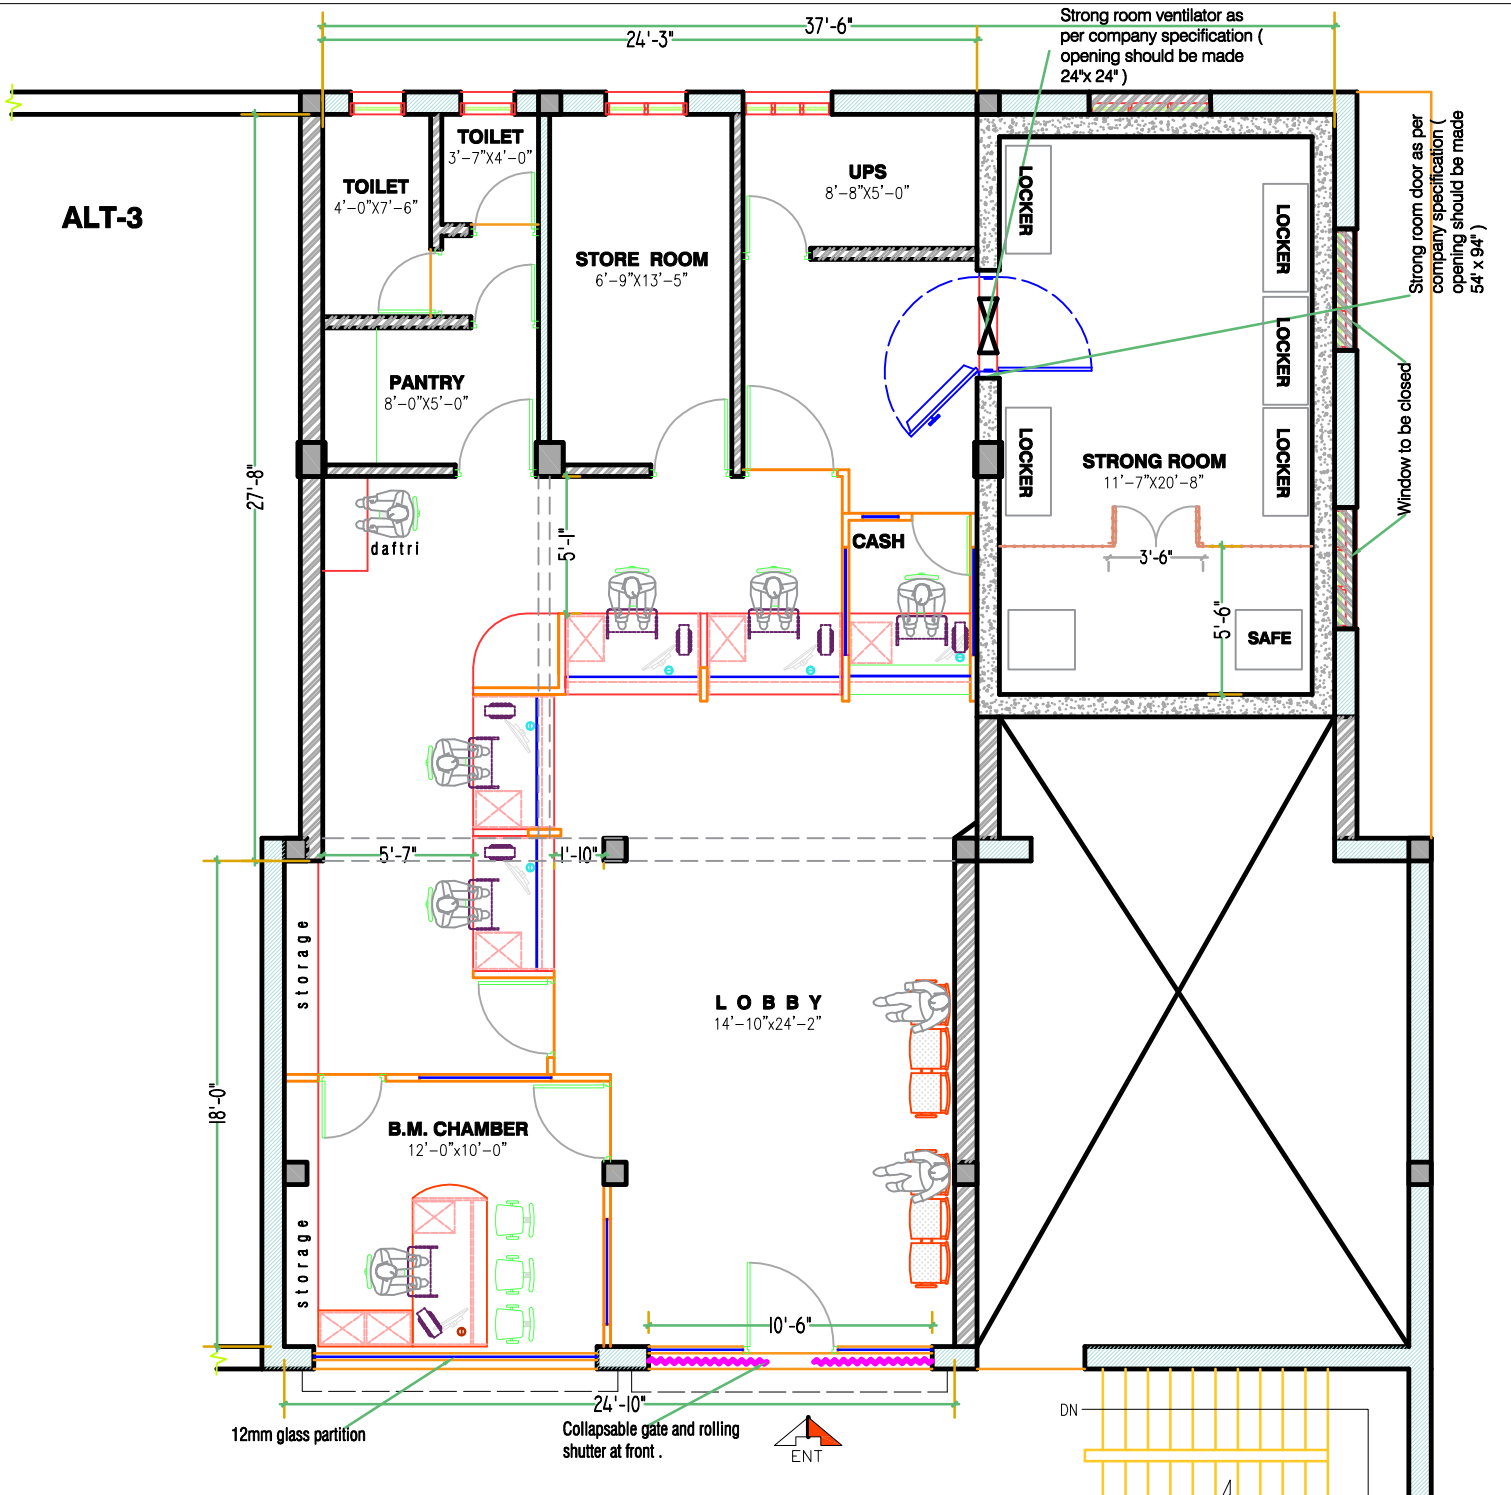 Strong room ventilator as
per company specification (
opening should be made
24"x 24" )
37'-6"
24'-3"
Strong room door as per
company specification (
opening should be made
54' x 94" )
ALT-3
TOILET
3'-7"X4'-0"
TOILET
4'-0"X7'-6"
UPS
8'-8"X5'-0"
STORE ROOM
6'-9"X13'-5"
LOCKER
LOCKER
LOCKER
LOCKER
LOCKER
PANTRY
8'-0"X5'-0"
Window to be closed
STRONG ROOM
11'-7"X20'-8"
27'-8"
daftri
5'-1"
CASH
3'-6"
5'-6"
SAFE
5'-7"
1'-10"
storage
L O B B Y
14'-10"x24'-2"
18'-0"
B.M. CHAMBER
12'-0"x10'-0"
storage
10'-6"
24'-10"
12mm glass partition
Collapsable gate and rolling
shutter at front .
ENT
DN